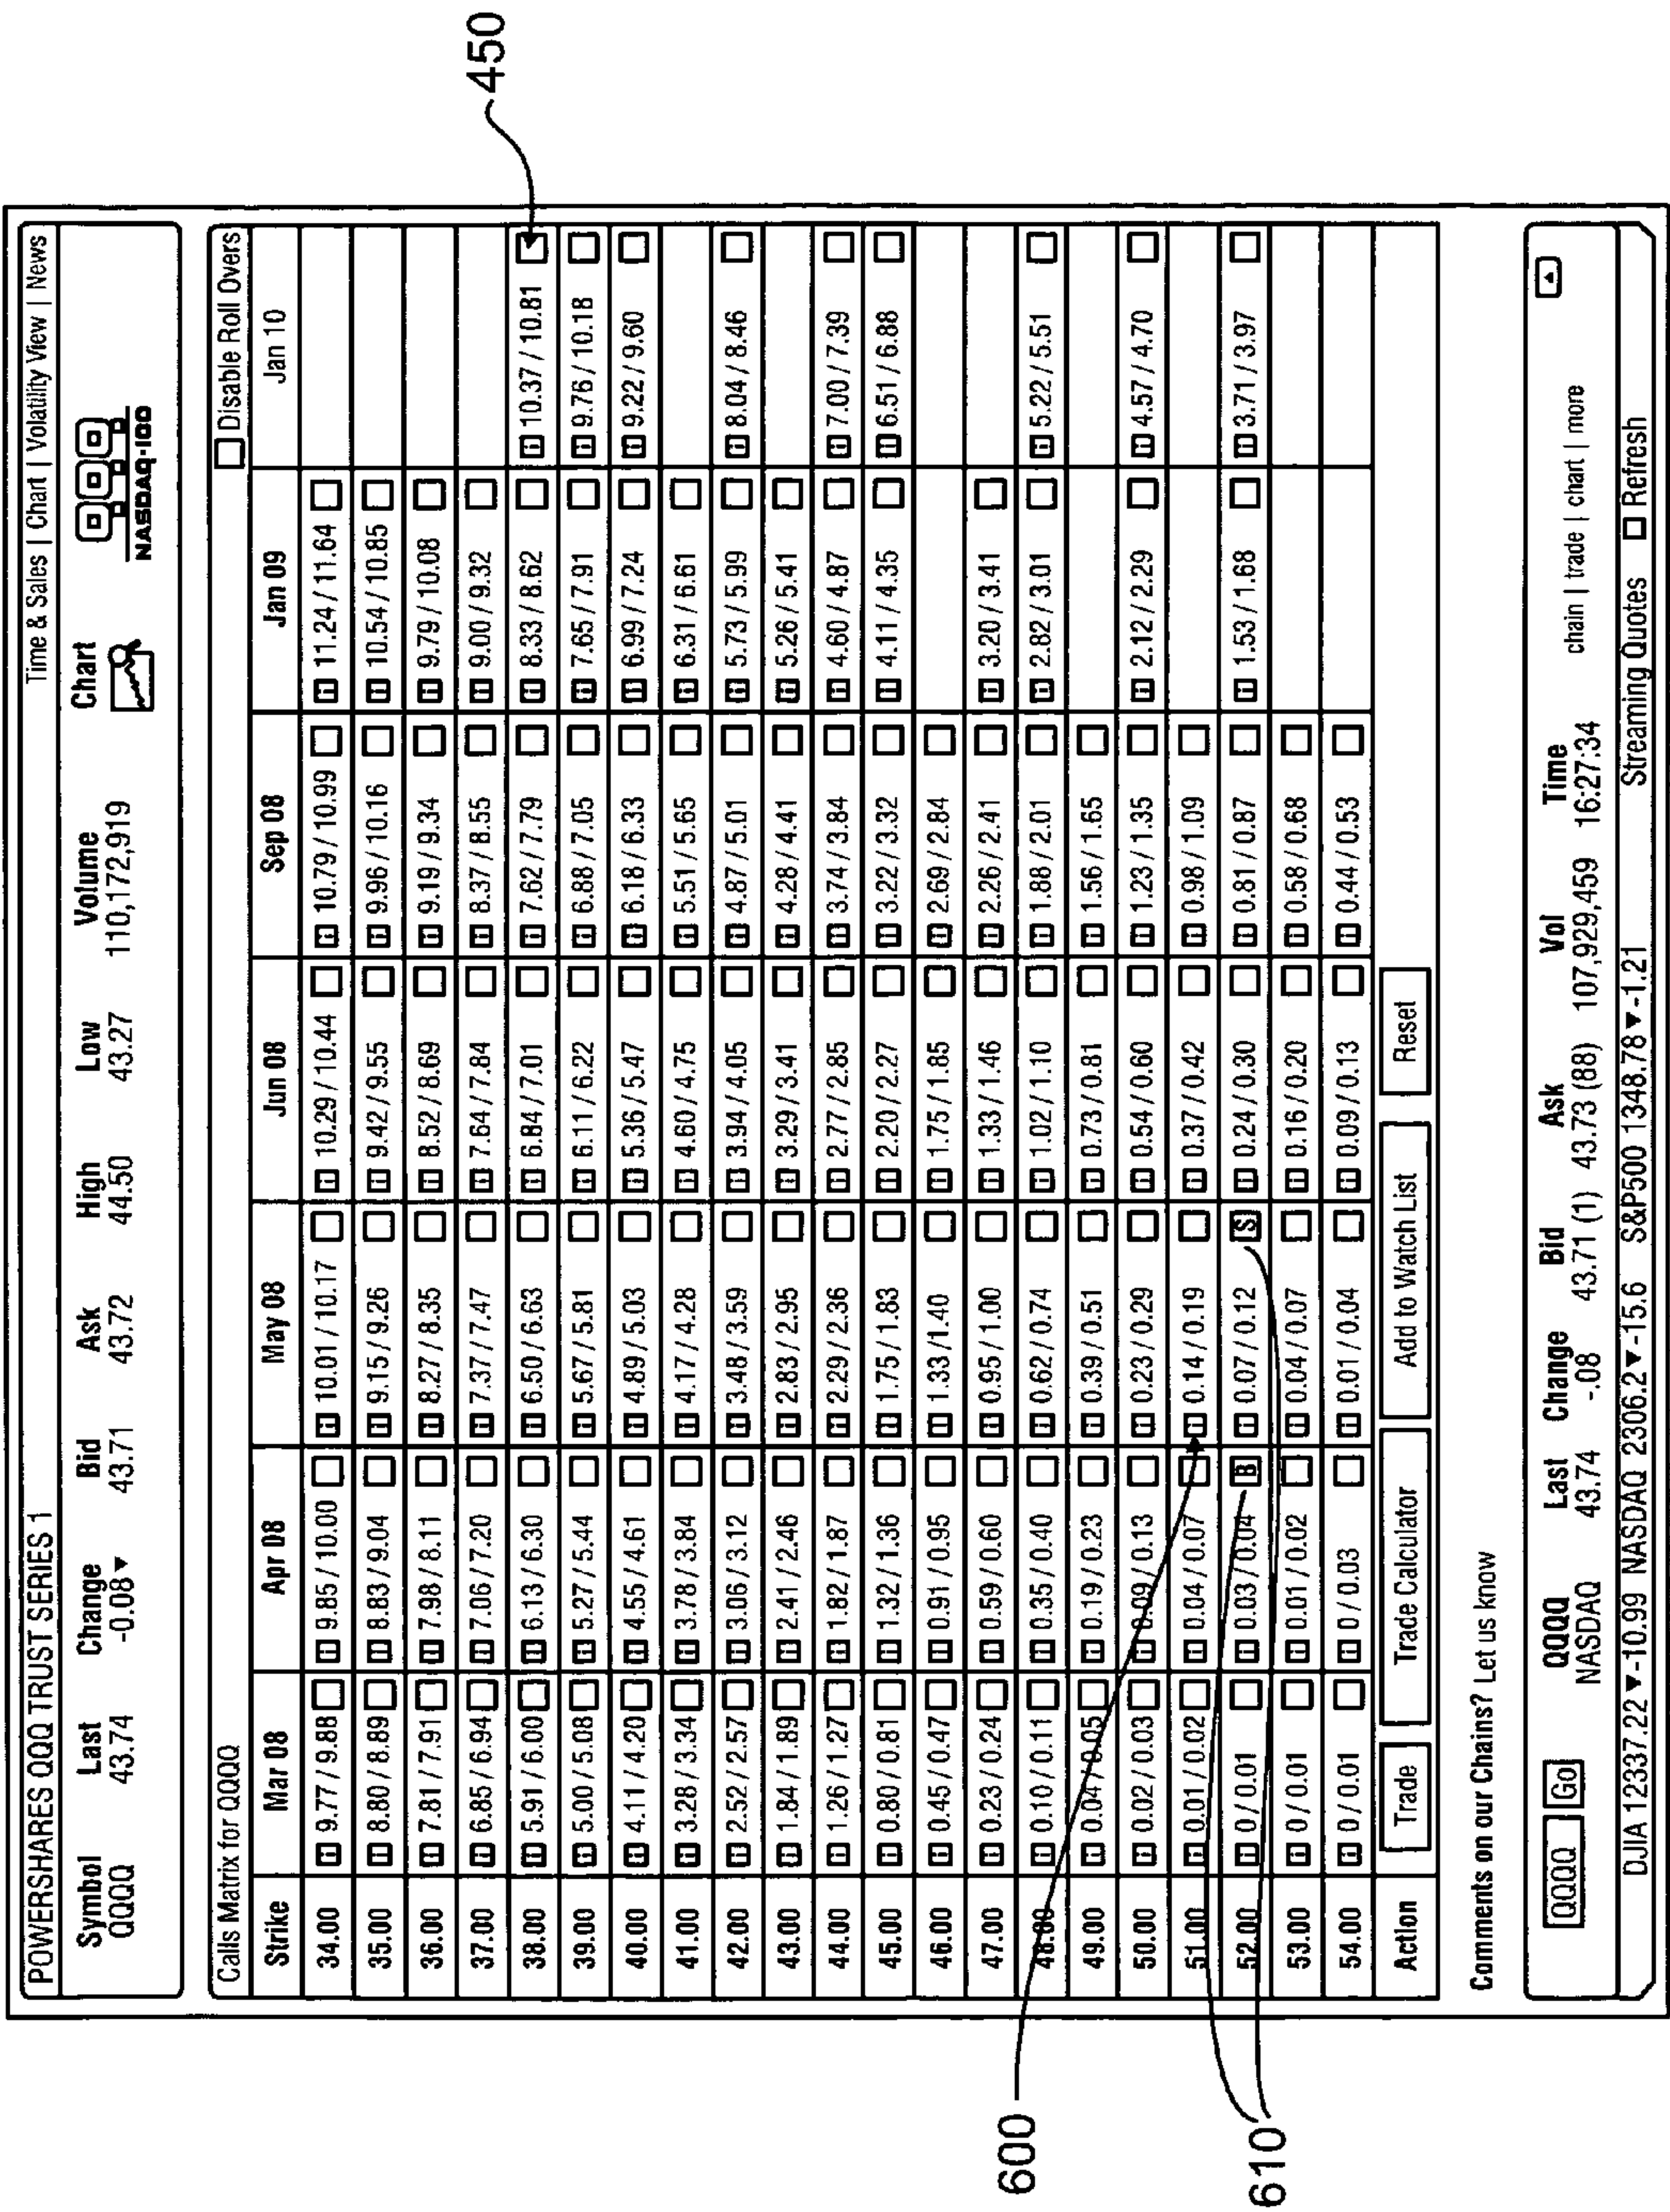 POWERSHARES QQQ TRUST SERIES 1 Time & Sales | Chart | Volatility View | News
Symbol Last Change Bid Ask High Low Volume Chart
QQQQ 43.74 -0.08▼ 43.71 43.72 44.50 43.27 110,172,919
NASDAQ-100
Calls Matrix for QQQQ Disable Roll Overs
Strike Mar 08 Apr 08 May 08 Jun 08 Sep 08 Jan 09 Jan 10
34.00 9.77 / 9.88 9.85 / 10.00 10.01 / 10.17 10.29 / 10.44 10.79 / 10.99 11.24 / 11.64
35.00 8.80 / 8.89 8.83 / 9.04 9.15 / 9.26 9.42 / 9.55 9.96 / 10.16 10.54 / 10.85
36.00 7.81 / 7.91 7.98 / 8.11 8.27 / 8.35 8.52 / 8.69 9.19 / 9.34 9.79 / 10.08
37.00 6.85 / 6.94 7.06 / 7.20 7.37 / 7.47 7.64 / 7.84 8.37 / 8.55 9.00 / 9.32
38.00 5.91 / 6.00 6.13 / 6.30 6.50 / 6.63 6.84 / 7.01 7.62 / 7.79 8.33 / 8.62 10.37 / 10.81
450
39.00 5.00 / 5.08 5.27 / 5.44 5.67 / 5.81 6.11 / 6.22 6.88 / 7.05 7.65 / 7.91 9.76 / 10.18
40.00 4.11 / 4.20 4.55 / 4.61 4.89 / 5.03 5.36 / 5.47 6.18 / 6.33 6.99 / 7.24 9.22 / 9.60
41.00 3.28 / 3.34 3.78 / 3.84 4.17 / 4.28 4.60 / 4.75 5.51 / 5.65 6.31 / 6.61
42.00 2.52 / 2.57 3.06 / 3.12 3.48 / 3.59 3.94 / 4.05 4.87 / 5.01 5.73 / 5.99 8.04 / 8.46
43.00 1.84 / 1.89 2.41 / 2.46 2.83 / 2.95 3.29 / 3.41 4.28 / 4.41 5.26 / 5.41
44.00 1.26 / 1.27 1.82 / 1.87 2.29 / 2.36 2.77 / 2.85 3.74 / 3.84 4.60 / 4.87 7.00 / 7.39
45.00 0.80 / 0.81 1.32 / 1.36 1.75 / 1.83 2.20 / 2.27 3.22 / 3.32 4.11 / 4.35 6.51 / 6.88
46.00 0.45 / 0.47 0.91 / 0.95 1.33 / 1.40 1.75 / 1.85 2.69 / 2.84
47.00 0.23 / 0.24 0.59 / 0.60 0.95 / 1.00 1.33 / 1.46 2.26 / 2.41 3.20 / 3.41
48.00 0.10 / 0.11 0.35 / 0.40 0.62 / 0.74 1.02 / 1.10 1.88 / 2.01 2.82 / 3.01 5.22 / 5.51
49.00 0.04 / 0.05 0.19 / 0.23 0.39 / 0.51 0.73 / 0.81 1.56 / 1.65
50.00 0.02 / 0.03 0.09 / 0.13 0.23 / 0.29 0.54 / 0.60 1.23 / 1.35 2.12 / 2.29 4.57 / 4.70
51.00 0.01 / 0.02 0.04 / 0.07 0.14 / 0.19 0.37 / 0.42 0.98 / 1.09
52.00 0 / 0.01 0.03 / 0.04 B 0.07 / 0.12 S 0.24 / 0.30 0.81 / 0.87 1.53 / 1.68 3.71 / 3.97
53.00 0 / 0.01 0.01 / 0.02 0.04 / 0.07 0.16 / 0.20 0.58 / 0.68
54.00 0 / 0.01 0 / 0.03 0.01 / 0.04 0.09 / 0.13 0.44 / 0.53
Action Trade Trade Calculator Add to Watch List Reset
600
610
Comments on our Chains? Let us know
QQQQ Go QQQQ Last Change Bid Ask Vol Time
NASDAQ 43.74 -.08 43.71 (1) 43.73 (88) 107,929,459 16:27:34 chain | trade | chart | more
DJIA 12337.22 ▼-10.99 NASDAQ 2306.2▼-15.6 S&P500 1348.78▼-1.21 Streaming Quotes Refresh